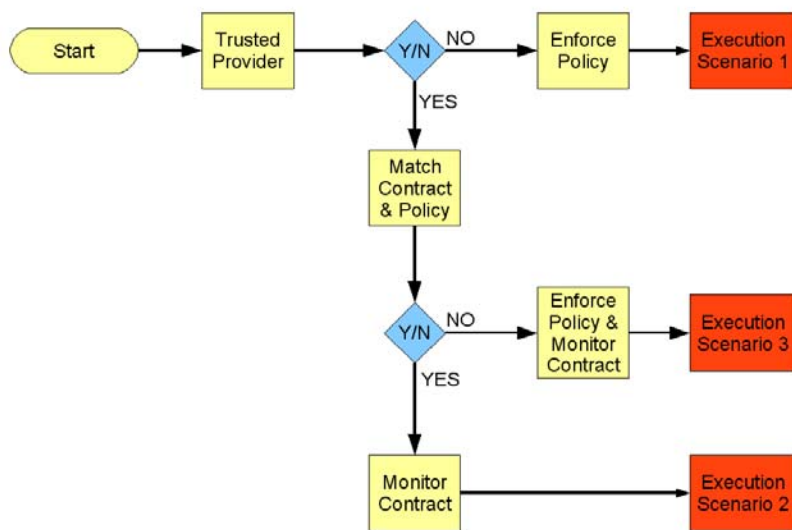 Start
Trusted
Provider
Y/N
NO
Enforce
Policy
Execution
Scenario 1
YES
Match
Contract
& Policy
Y/N
NO
Enforce
Policy &
Monitor
Contract
Execution
Scenario 3
YES
Monitor
Contract
Execution
Scenario 2